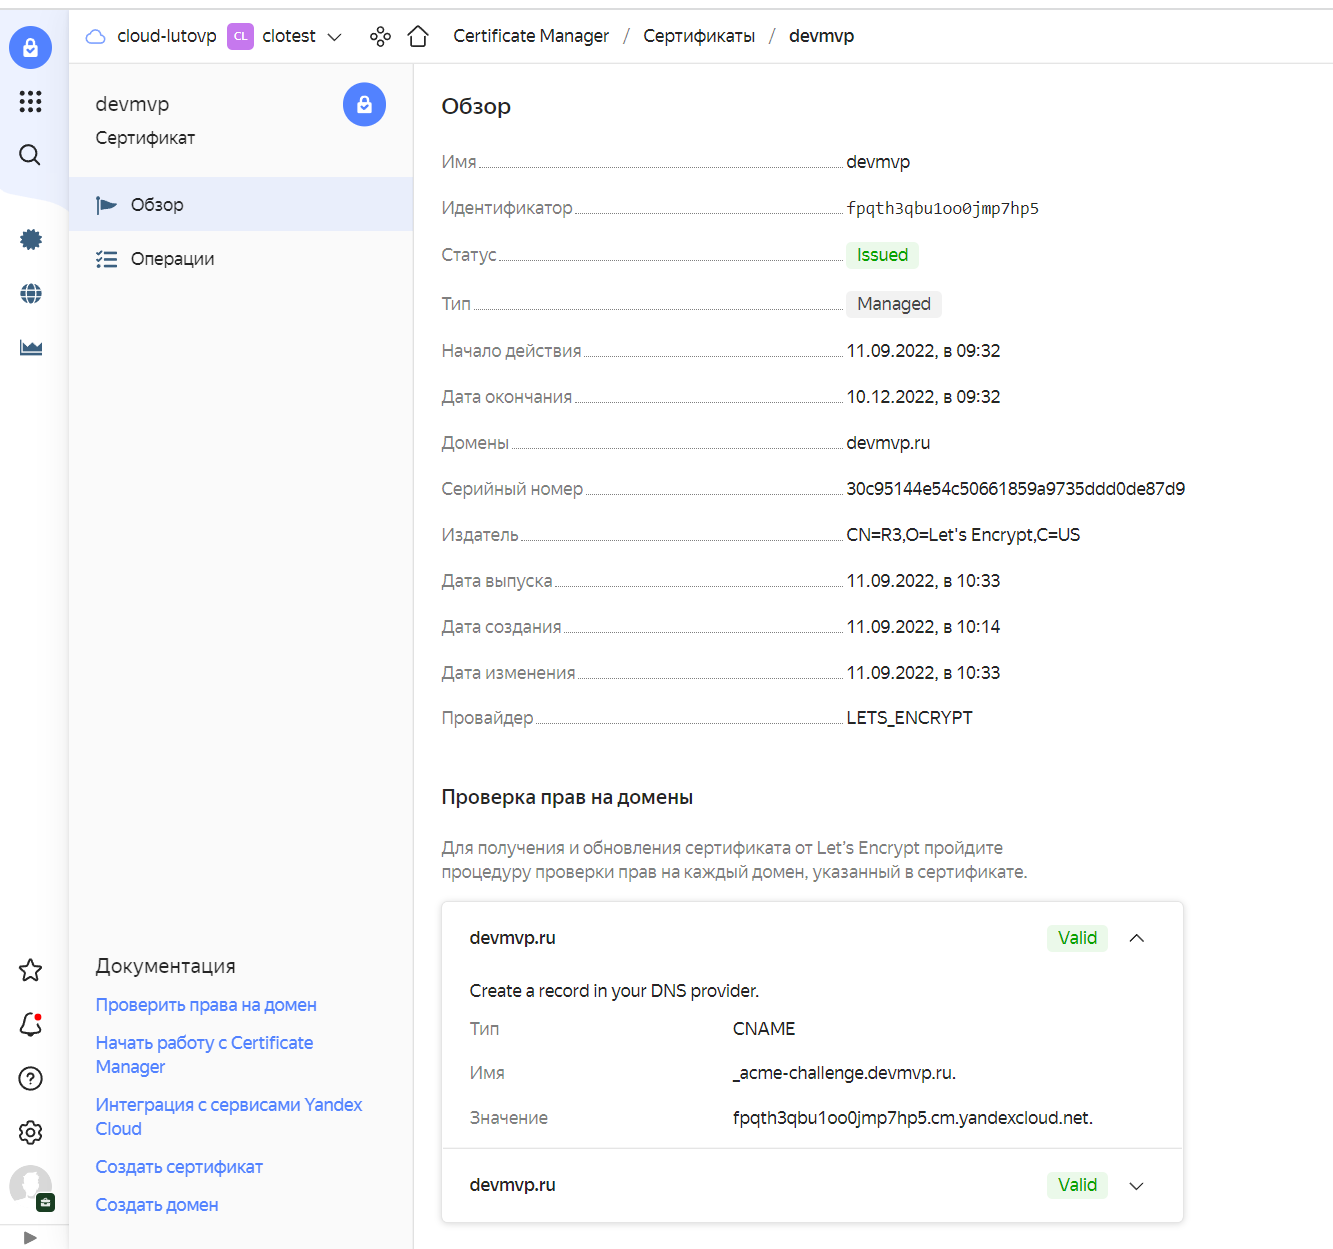 cloud-lutovp CL clotest Certificate Manager / Сертификаты / devmvp
devmvp
Сертификат
Обзор
Операции
Документация
Проверить права на домен
Начать работу с Certificate
Manager
Интеграция с сервисами Yandex
Cloud
Создать сертификат
Создать домен
Обзор
Имя devmvp
Идентификатор fpqth3qbu1oo0jmp7hp5
Статус Issued
Тип Managed
Начало действия 11.09.2022, в 09:32
Дата окончания 10.12.2022, в 09:32
Домены devmvp.ru
Серийный номер 30c95144e54c50661859a9735ddd0de87d9
Издатель CN=R3,O=Let's Encrypt,C=US
Дата выпуска 11.09.2022, в 10:33
Дата создания 11.09.2022, в 10:14
Дата изменения 11.09.2022, в 10:33
Провайдер LETS_ENCRYPT
Проверка прав на домены
Для получения и обновления сертификата от Let’s Encrypt пройдите
процедуру проверки прав на каждый домен, указанный в сертификате.
devmvp.ru Valid
Create a record in your DNS provider.
Тип CNAME
Имя _acme-challenge.devmvp.ru.
Значение fpqth3qbu1oo0jmp7hp5.cm.yandexcloud.net.
devmvp.ru Valid